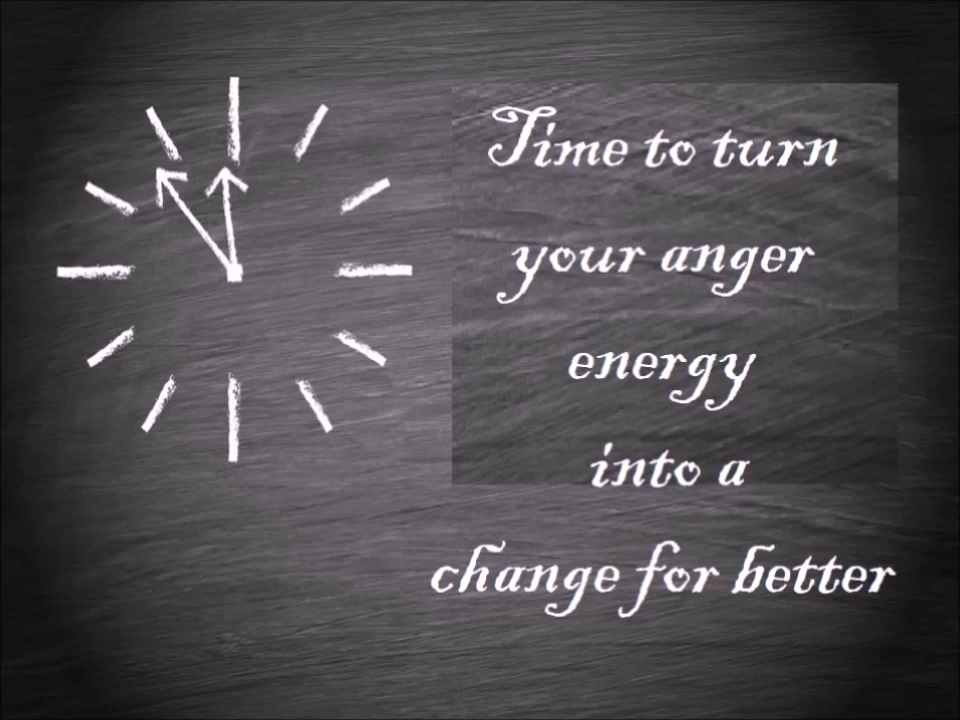 Time to turn
your anger
energy
into a
change for better